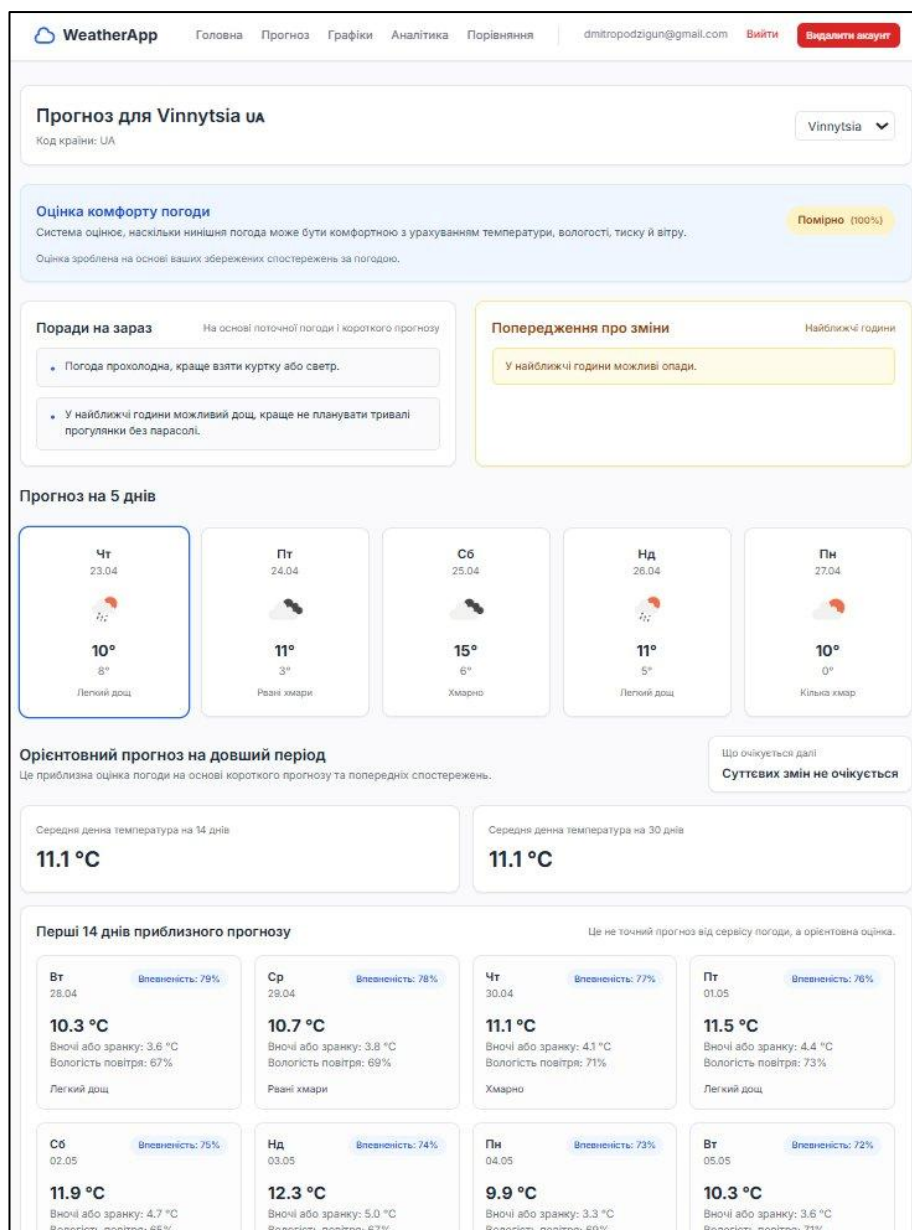 WeatherApp Головна Прогноз Графіки Аналітика Порівняння dmitropodzigun@gmail.com Вийти Видалити акаунт
Прогноз для Vinnytsia UA
Код країни: UA
Vinnytsia
Оцінка комфорту погоди
Система оцінює, наскільки нинішня погода може бути комфортною з урахуванням температури, вологості, тиску й вітру.
Оцінка зроблена на основі ваших збережених спостережень за погодою.
Помірно (100%)
Поради на зараз На основі поточної погоди і короткого прогнозу
Погода прохолодна, краще взяти куртку або светр.
У найближчі години можливий дощ, краще не планувати тривалі
прогулянки без парасолі.
Попередження про зміни Найближчі години
У найближчі години можливі опади.
Прогноз на 5 днів
Чт
23.04
10°
8°
Легкий дощ
Пт
24.04
11°
3°
Рвані хмари
Сб
25.04
15°
6°
Хмарно
Нд
26.04
11°
5°
Легкий дощ
Пн
27.04
10°
0°
Кілька хмар
Орієнтовний прогноз на довший період
Це приблизна оцінка погоди на основі короткого прогнозу та попередніх спостережень.
Що очікується далі
Суттєвих змін не очікується
Середня денна температура на 14 днів
11.1 °C
Середня денна температура на 30 днів
11.1 °C
Перші 14 днів приблизного прогнозу Це не точний прогноз від сервісу погоди, а орієнтовна оцінка.
Вт Впевненість: 79%
28.04
10.3 °C
Вночі або зранку: 3.6 °C
Вологість повітря: 67%
Легкий дощ
Ср Впевненість: 78%
29.04
10.7 °C
Вночі або зранку: 3.8 °C
Вологість повітря: 69%
Рвані хмари
Чт Впевненість: 77%
30.04
11.1 °C
Вночі або зранку: 4.1 °C
Вологість повітря: 71%
Хмарно
Пт Впевненість: 76%
01.05
11.5 °C
Вночі або зранку: 4.4 °C
Вологість повітря: 73%
Легкий дощ
Сб Впевненість: 75%
02.05
11.9 °C
Вночі або зранку: 4.7 °C
Вологість повітря: 65%
Нд Впевненість: 74%
03.05
12.3 °C
Вночі або зранку: 5.0 °C
Вологість повітря: 67%
Пн Впевненість: 73%
04.05
9.9 °C
Вночі або зранку: 3.3 °C
Вологість повітря: 69%
Вт Впевненість: 72%
05.05
10.3 °C
Вночі або зранку: 3.6 °C
Вологість повітря: 71%